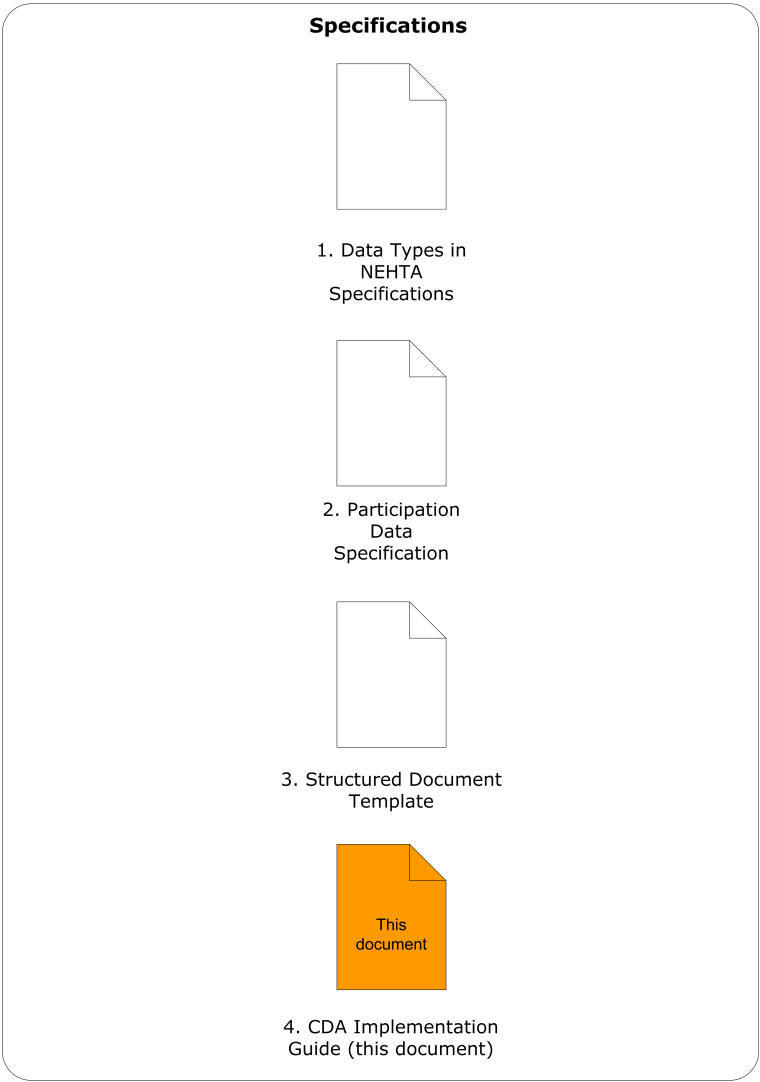 Specifications
1. Data Types in
NEHTA
Specifications
2. Participation
Data
Specification
3. Structured Document
Template
This
document
4. CDA Implementation
Guide (this document)